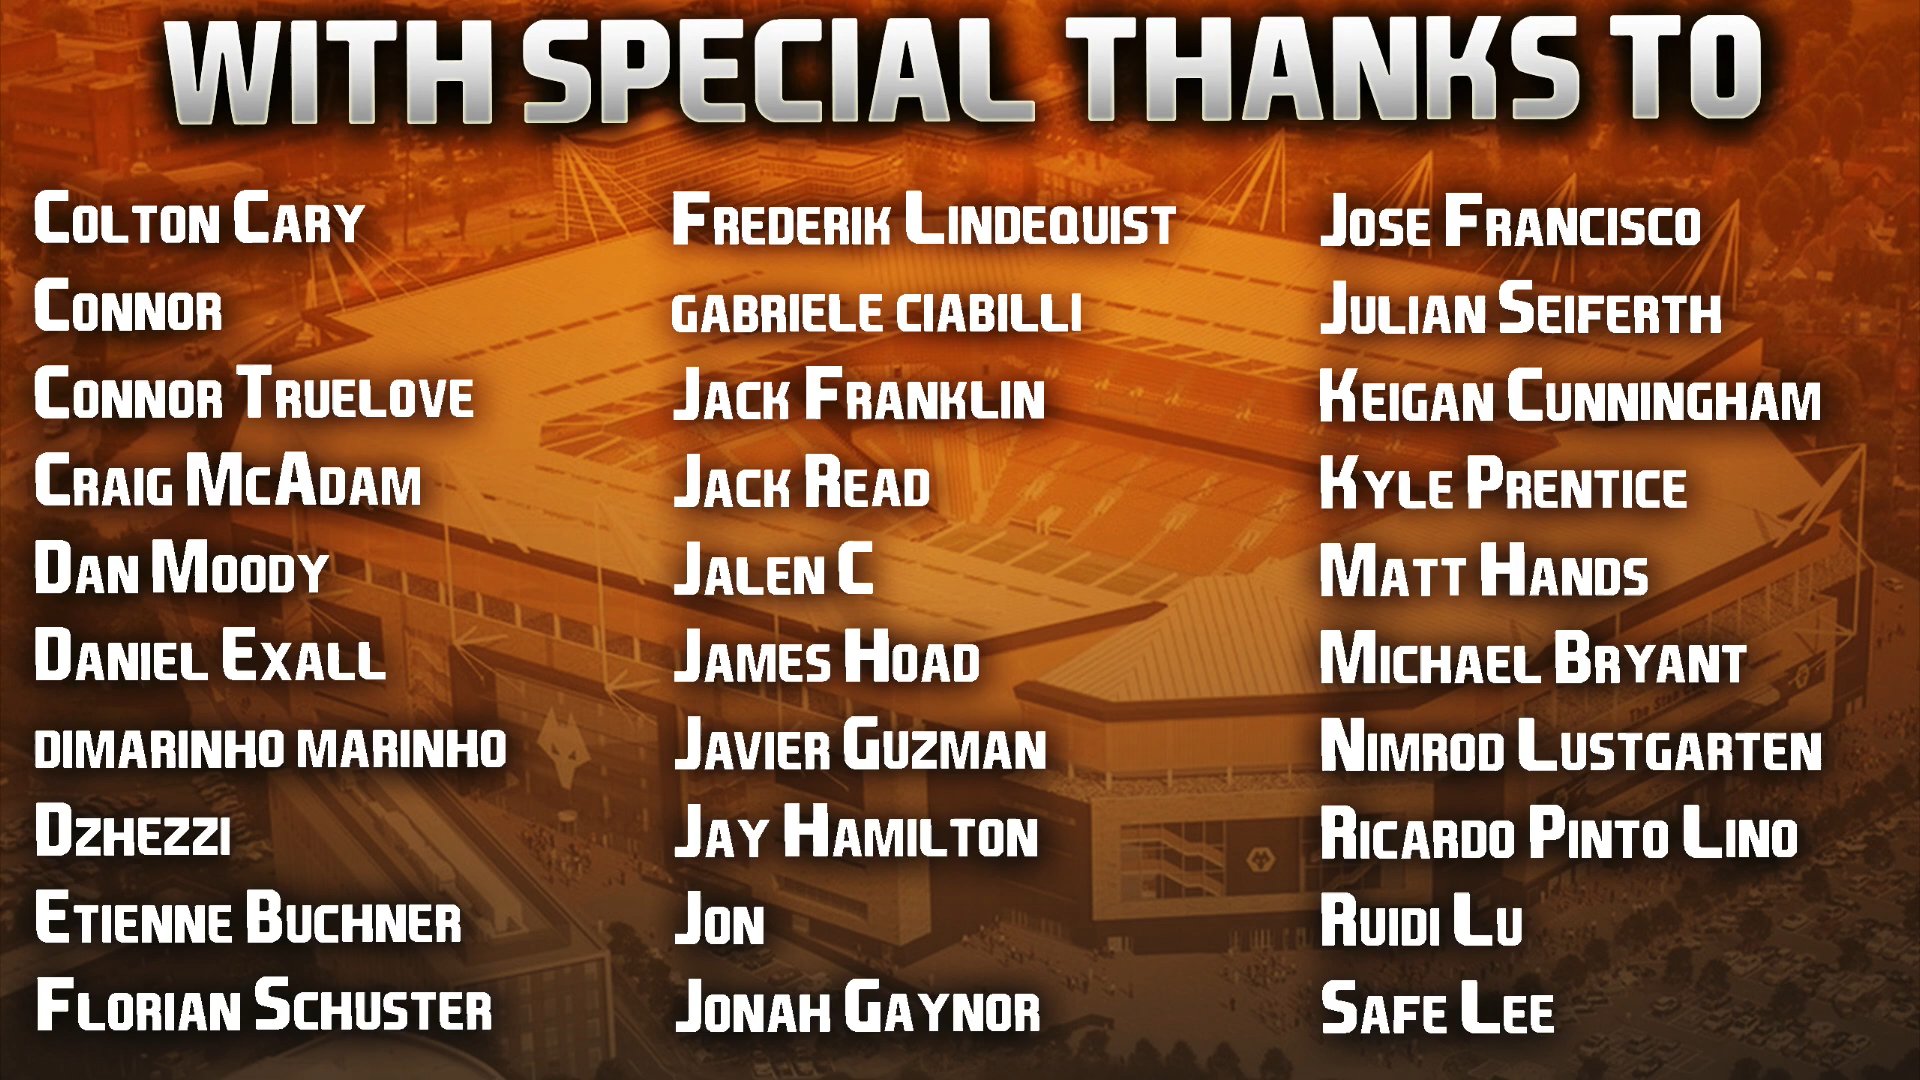 WITH SPECIAL THANKS TO
Colton Cary
Connor
Connor Truelove
Craig McAdam
Dan Moody
Daniel Exall
dimarinho marinho
Dzhezzi
Etienne Buchner
Florian Schuster
Frederik Lindequist
gabriele ciabilli
Jack Franklin
Jack Read
Jalen C
James Hoad
Javier Guzman
Jay Hamilton
Jon
Jonah Gaynor
Jose Francisco
Julian Seiferth
Keigan Cunningham
Kyle Prentice
Matt Hands
Michael Bryant
Nimrod Lustgarten
Ricardo Pinto Lino
Ruidi Lu
Safe Lee